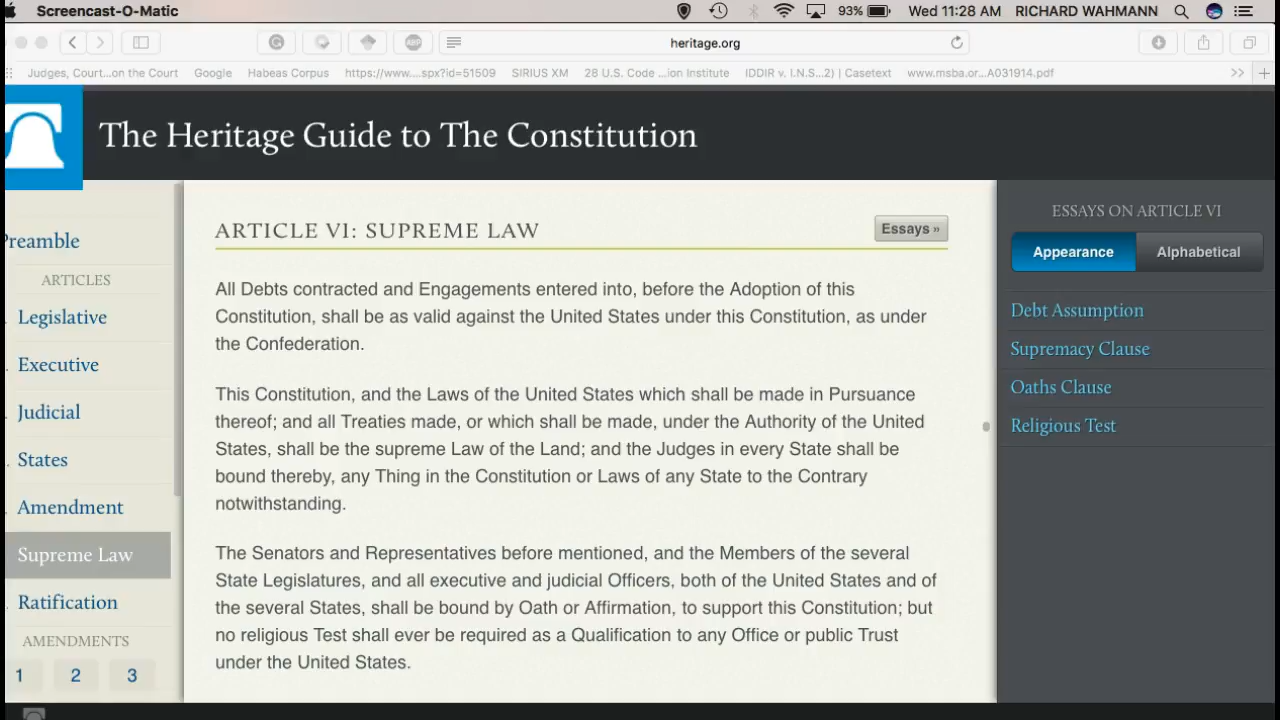 Screencast-O-Matic
93%
Wed 11:28 AM
RICHARD WAHMANN
heritage.org
ABP
Judges, Court...on the Court
Google
Habeas Corpus
https://www....spx?id=51509
SIRIUS XM
28 U.S. Code ...ion Institute
IDDIR v. I.N.S...2) | Casetext
www.msba.or...A031914.pdf
>>
+
The Heritage Guide to The Constitution
Preamble
ARTICLES
Legislative
Executive
Judicial
States
Amendment
Supreme Law
Ratification
AMENDMENTS
1 2 3
ARTICLE VI: SUPREME LAW
Essays »
All Debts contracted and Engagements entered into, before the Adoption of this
Constitution, shall be as valid against the United States under this Constitution, as under
the Confederation.
This Constitution, and the Laws of the United States which shall be made in Pursuance
thereof; and all Treaties made, or which shall be made, under the Authority of the United
States, shall be the supreme Law of the Land; and the Judges in every State shall be
bound thereby, any Thing in the Constitution or Laws of any State to the Contrary
notwithstanding.
The Senators and Representatives before mentioned, and the Members of the several
State Legislatures, and all executive and judicial Officers, both of the United States and of
the several States, shall be bound by Oath or Affirmation, to support this Constitution; but
no religious Test shall ever be required as a Qualification to any Office or public Trust
under the United States.
ESSAYS ON ARTICLE VI
Appearance
Alphabetical
Debt Assumption
Supremacy Clause
Oaths Clause
Religious Test